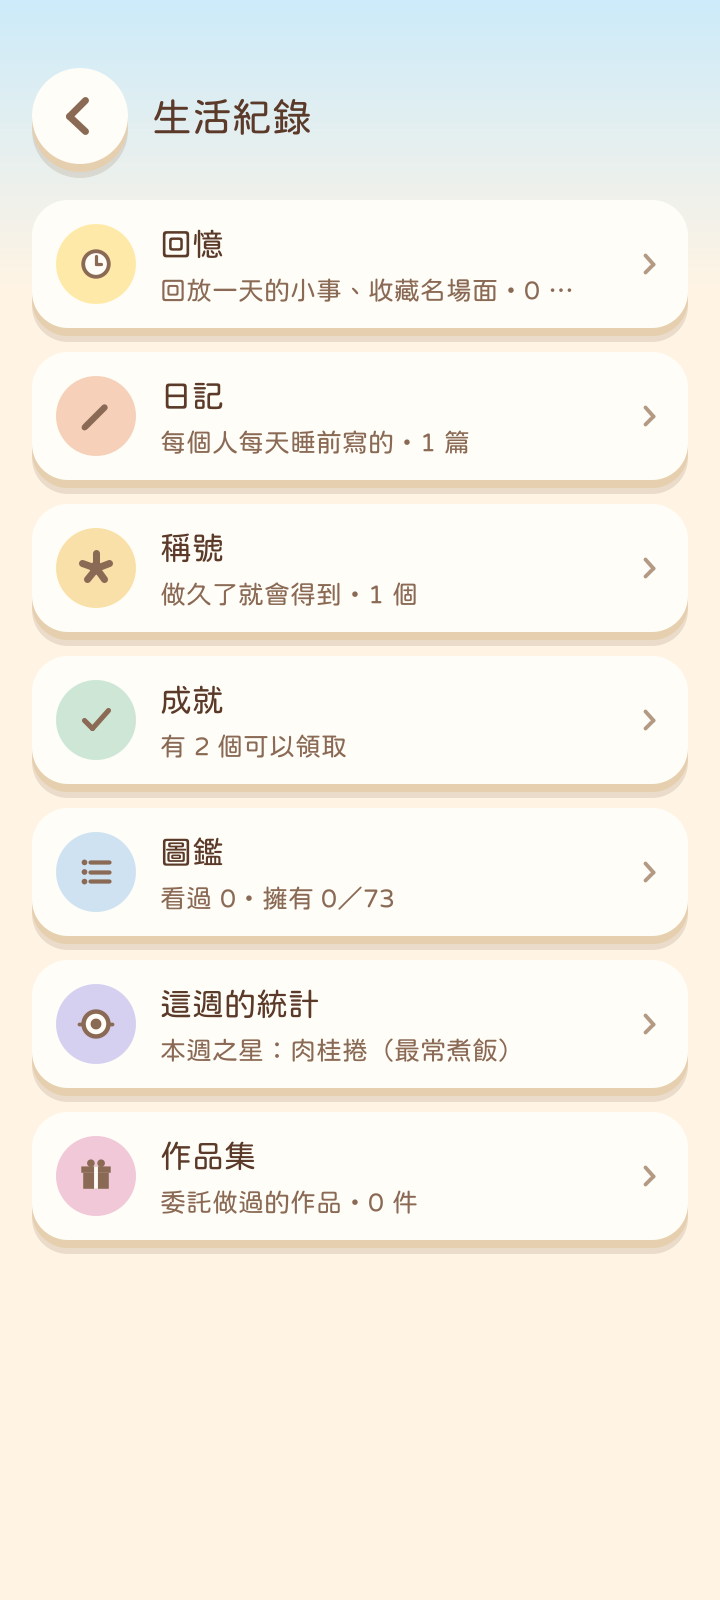 生活紀錄
回憶
回放一天的小事、收藏名場面・0 …
日記
每個人每天睡前寫的・1 篇
稱號
做久了就會得到・1 個
成就
有 2 個可以領取
圖鑑
看過 0・擁有 0／73
這週的統計
本週之星：肉桂捲（最常煮飯）
作品集
委託做過的作品・0 件